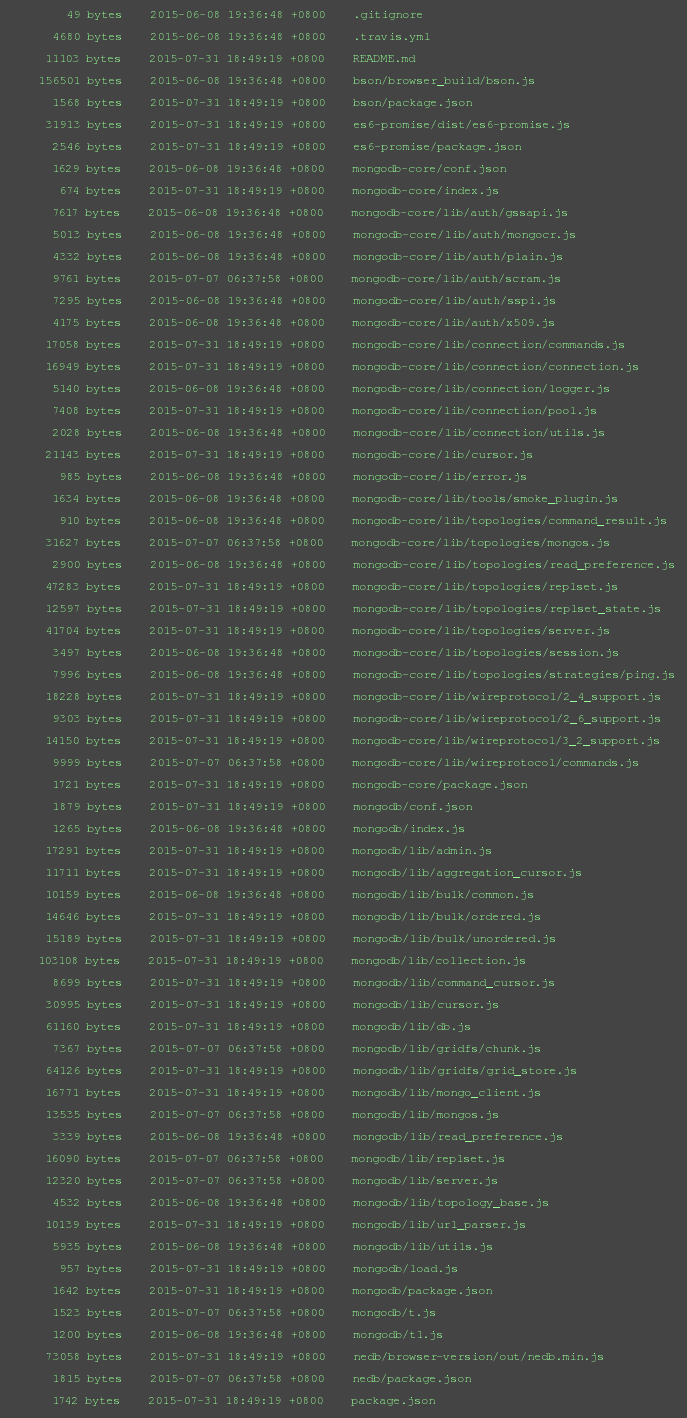 49 bytes 2015-06-08 19:36:48 +0800 .gitignore
4680 bytes 2015-06-08 19:36:48 +0800 .travis.yml
11103 bytes 2015-07-31 18:49:19 +0800 README.md
156501 bytes 2015-06-08 19:36:48 +0800 bson/browser_build/bson.js
1568 bytes 2015-07-31 18:49:19 +0800 bson/package.json
31913 bytes 2015-07-31 18:49:19 +0800 es6-promise/dist/es6-promise.js
2546 bytes 2015-07-31 18:49:19 +0800 es6-promise/package.json
1629 bytes 2015-06-08 19:36:48 +0800 mongodb-core/conf.json
674 bytes 2015-07-31 18:49:19 +0800 mongodb-core/index.js
7617 bytes 2015-06-08 19:36:48 +0800 mongodb-core/lib/auth/gssapi.js
5013 bytes 2015-06-08 19:36:48 +0800 mongodb-core/lib/auth/mongocr.js
4332 bytes 2015-06-08 19:36:48 +0800 mongodb-core/lib/auth/plain.js
9761 bytes 2015-07-07 06:37:58 +0800 mongodb-core/lib/auth/scram.js
7295 bytes 2015-06-08 19:36:48 +0800 mongodb-core/lib/auth/sspi.js
4175 bytes 2015-06-08 19:36:48 +0800 mongodb-core/lib/auth/x509.js
17058 bytes 2015-07-31 18:49:19 +0800 mongodb-core/lib/connection/commands.js
16949 bytes 2015-07-31 18:49:19 +0800 mongodb-core/lib/connection/connection.js
5140 bytes 2015-06-08 19:36:48 +0800 mongodb-core/lib/connection/logger.js
7408 bytes 2015-07-31 18:49:19 +0800 mongodb-core/lib/connection/pool.js
2028 bytes 2015-06-08 19:36:48 +0800 mongodb-core/lib/connection/utils.js
21143 bytes 2015-07-31 18:49:19 +0800 mongodb-core/lib/cursor.js
985 bytes 2015-06-08 19:36:48 +0800 mongodb-core/lib/error.js
1634 bytes 2015-06-08 19:36:48 +0800 mongodb-core/lib/tools/smoke_plugin.js
910 bytes 2015-06-08 19:36:48 +0800 mongodb-core/lib/topologies/command_result.js
31627 bytes 2015-07-07 06:37:58 +0800 mongodb-core/lib/topologies/mongos.js
2900 bytes 2015-06-08 19:36:48 +0800 mongodb-core/lib/topologies/read_preference.js
47283 bytes 2015-07-31 18:49:19 +0800 mongodb-core/lib/topologies/replset.js
12597 bytes 2015-07-31 18:49:19 +0800 mongodb-core/lib/topologies/replset_state.js
41704 bytes 2015-07-31 18:49:19 +0800 mongodb-core/lib/topologies/server.js
3497 bytes 2015-06-08 19:36:48 +0800 mongodb-core/lib/topologies/session.js
7996 bytes 2015-06-08 19:36:48 +0800 mongodb-core/lib/topologies/strategies/ping.js
18228 bytes 2015-07-31 18:49:19 +0800 mongodb-core/lib/wireprotocol/2_4_support.js
9303 bytes 2015-07-31 18:49:19 +0800 mongodb-core/lib/wireprotocol/2_6_support.js
14150 bytes 2015-07-31 18:49:19 +0800 mongodb-core/lib/wireprotocol/3_2_support.js
9999 bytes 2015-07-07 06:37:58 +0800 mongodb-core/lib/wireprotocol/commands.js
1721 bytes 2015-07-31 18:49:19 +0800 mongodb-core/package.json
1879 bytes 2015-07-31 18:49:19 +0800 mongodb/conf.json
1265 bytes 2015-06-08 19:36:48 +0800 mongodb/index.js
17291 bytes 2015-07-31 18:49:19 +0800 mongodb/lib/admin.js
11711 bytes 2015-07-31 18:49:19 +0800 mongodb/lib/aggregation_cursor.js
10159 bytes 2015-06-08 19:36:48 +0800 mongodb/lib/bulk/common.js
14646 bytes 2015-07-31 18:49:19 +0800 mongodb/lib/bulk/ordered.js
15189 bytes 2015-07-31 18:49:19 +0800 mongodb/lib/bulk/unordered.js
103108 bytes 2015-07-31 18:49:19 +0800 mongodb/lib/collection.js
8699 bytes 2015-07-31 18:49:19 +0800 mongodb/lib/command_cursor.js
30995 bytes 2015-07-31 18:49:19 +0800 mongodb/lib/cursor.js
61160 bytes 2015-07-31 18:49:19 +0800 mongodb/lib/db.js
7367 bytes 2015-07-07 06:37:58 +0800 mongodb/lib/gridfs/chunk.js
64126 bytes 2015-07-31 18:49:19 +0800 mongodb/lib/gridfs/grid_store.js
16771 bytes 2015-07-31 18:49:19 +0800 mongodb/lib/mongo_client.js
13535 bytes 2015-07-07 06:37:58 +0800 mongodb/lib/mongos.js
3339 bytes 2015-06-08 19:36:48 +0800 mongodb/lib/read_preference.js
16090 bytes 2015-07-07 06:37:58 +0800 mongodb/lib/replset.js
12320 bytes 2015-07-07 06:37:58 +0800 mongodb/lib/server.js
4532 bytes 2015-06-08 19:36:48 +0800 mongodb/lib/topology_base.js
10139 bytes 2015-07-31 18:49:19 +0800 mongodb/lib/url_parser.js
5935 bytes 2015-06-08 19:36:48 +0800 mongodb/lib/utils.js
957 bytes 2015-07-31 18:49:19 +0800 mongodb/load.js
1642 bytes 2015-07-31 18:49:19 +0800 mongodb/package.json
1523 bytes 2015-07-07 06:37:58 +0800 mongodb/t.js
1200 bytes 2015-06-08 19:36:48 +0800 mongodb/t1.js
73058 bytes 2015-07-31 18:49:19 +0800 nedb/browser-version/out/nedb.min.js
1815 bytes 2015-07-07 06:37:58 +0800 nedb/package.json
1742 bytes 2015-07-31 18:49:19 +0800 package.json